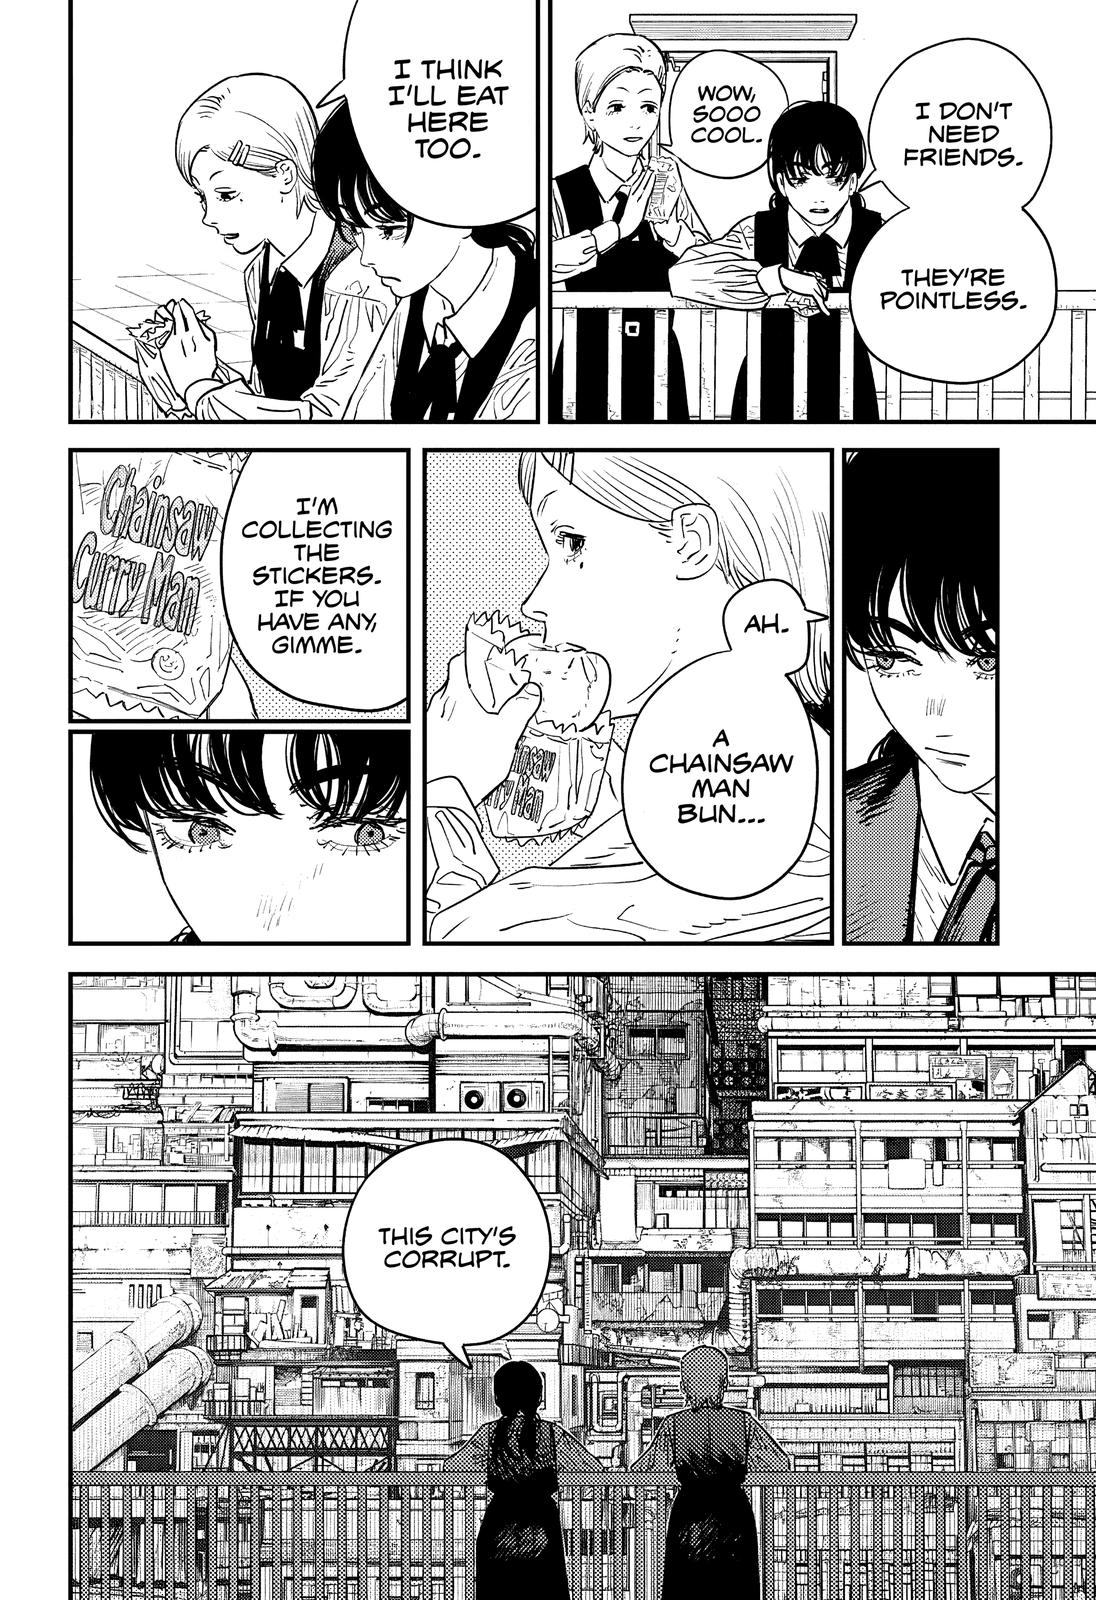 I DON'T
NEED
FRIENDS.
THEY'RE
POINTLESS.
WOW,
SOOO
COOL.
I THINK
I'LL EAT
HERE
TOO.
AH.
A
CHAINSAW
MAN
BUN...
Chainsaw
Curry Man
I'M
COLLECTING
THE
STICKERS.
IF YOU
HAVE ANY,
GIMME.
THIS CITY'S
CORRUPT.